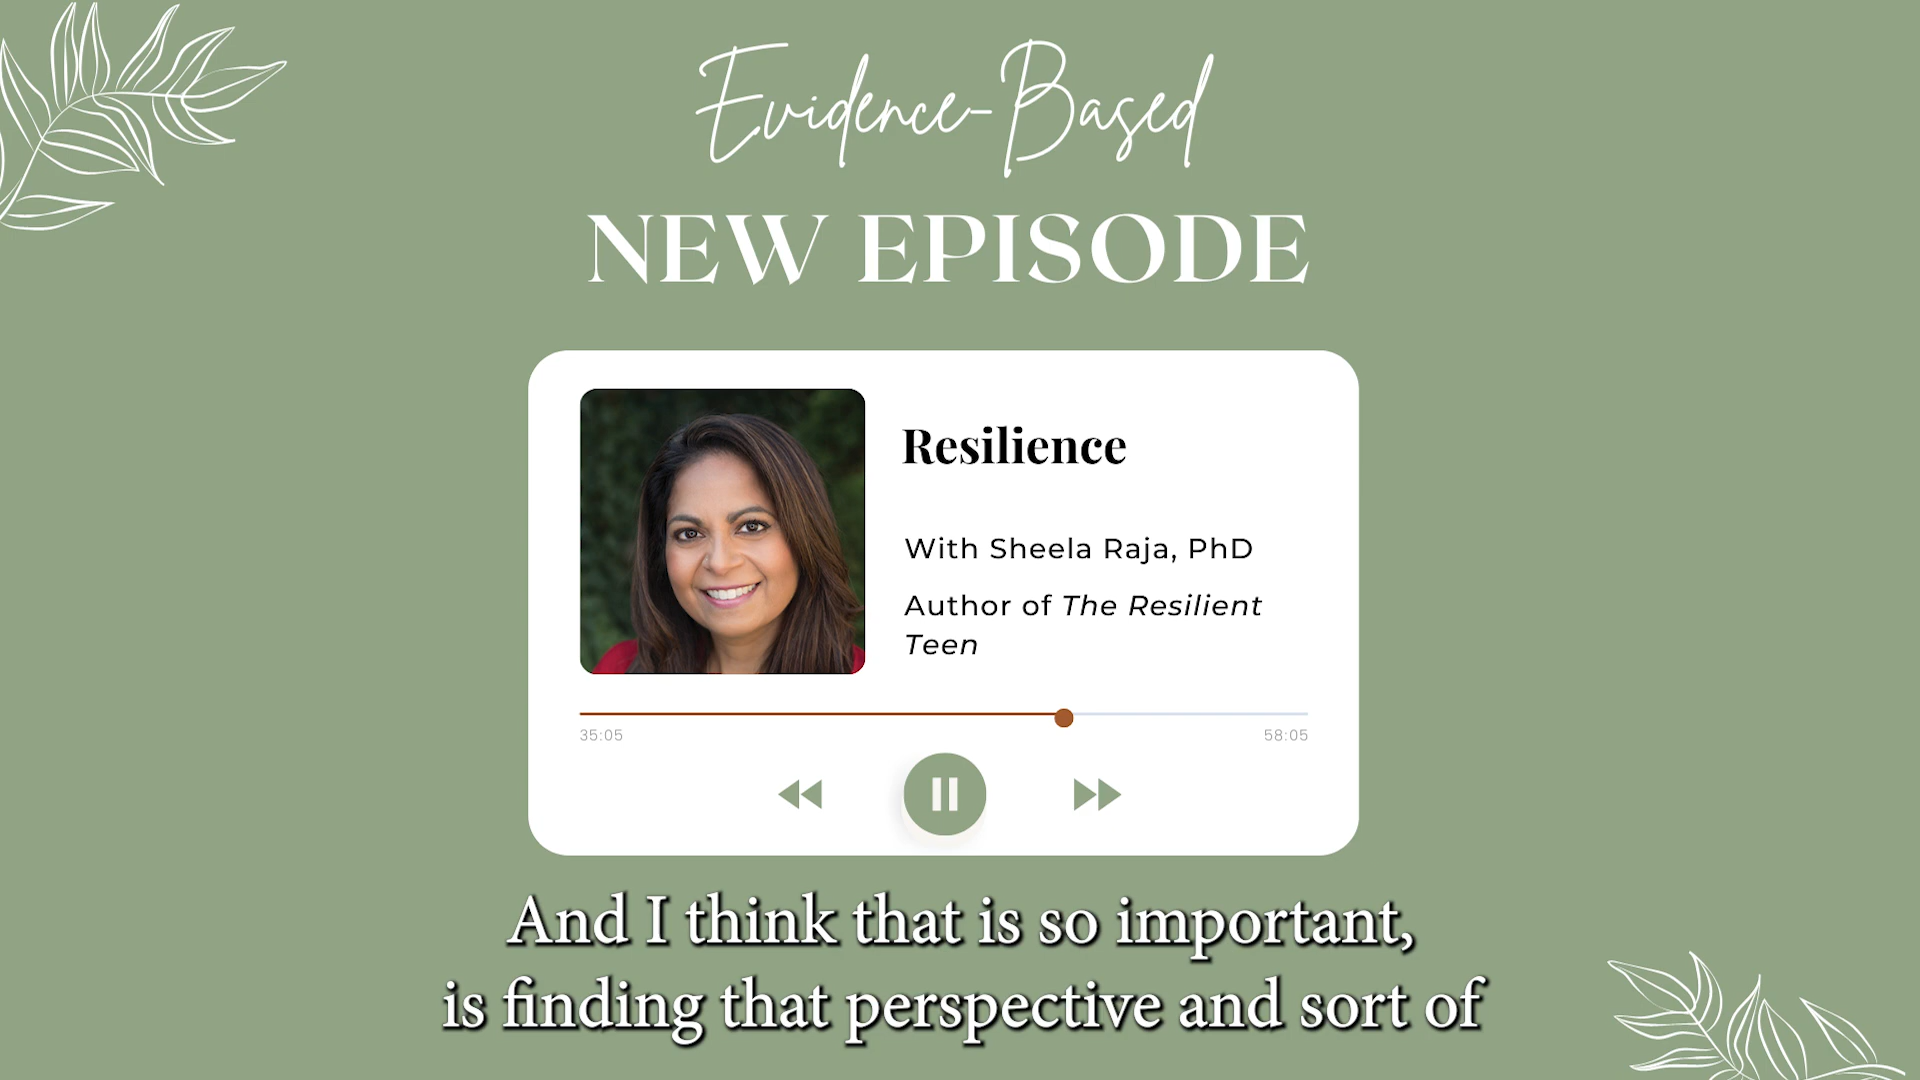 Evidence-Based
NEW EPISODE
Resilience
With Sheela Raja, PhD
Author of The Resilient
Teen
35:05
58:05
And I think that is so important,
is finding that perspective and sort of